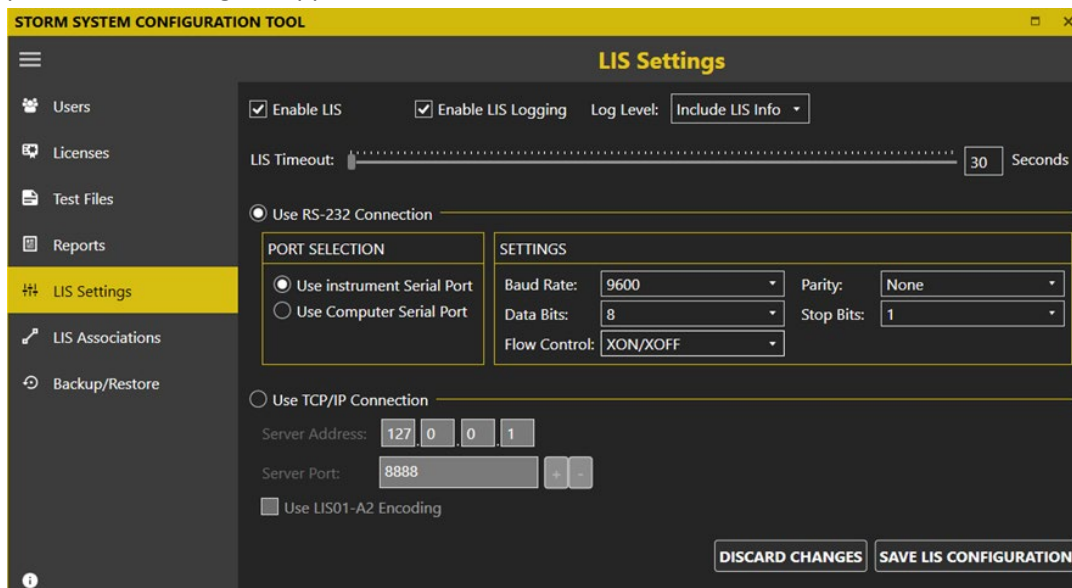 STORM SYSTEM CONFIGURATION TOOL
LIS Settings
Users
Licenses
Test Files
Reports
LIS Settings
LIS Associations
Backup/Restore
Enable LIS Enable LIS Logging Log Level: Include LIS Info
LIS Timeout: 30 Seconds
Use RS-232 Connection
PORT SELECTION
Use instrument Serial Port
Use Computer Serial Port
SETTINGS
Baud Rate: 9600 Parity: None
Data Bits: 8 Stop Bits: 1
Flow Control: XON/XOFF
Use TCP/IP Connection
Server Address: 127 . 0 . 0 . 1
Server Port: 8888 + -
Use LIS01-A2 Encoding
DISCARD CHANGES SAVE LIS CONFIGURATION